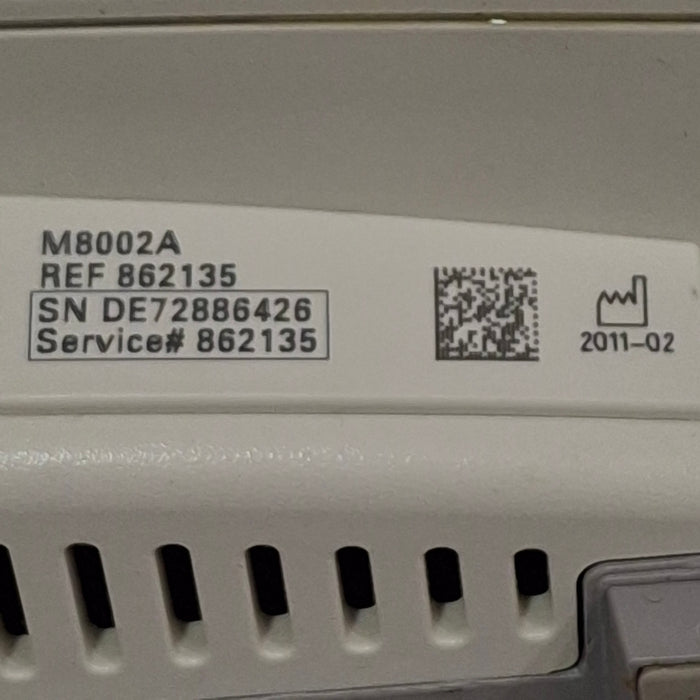 M8002A
REF 862135
SN DE72886426
Service# 862135
2011-02